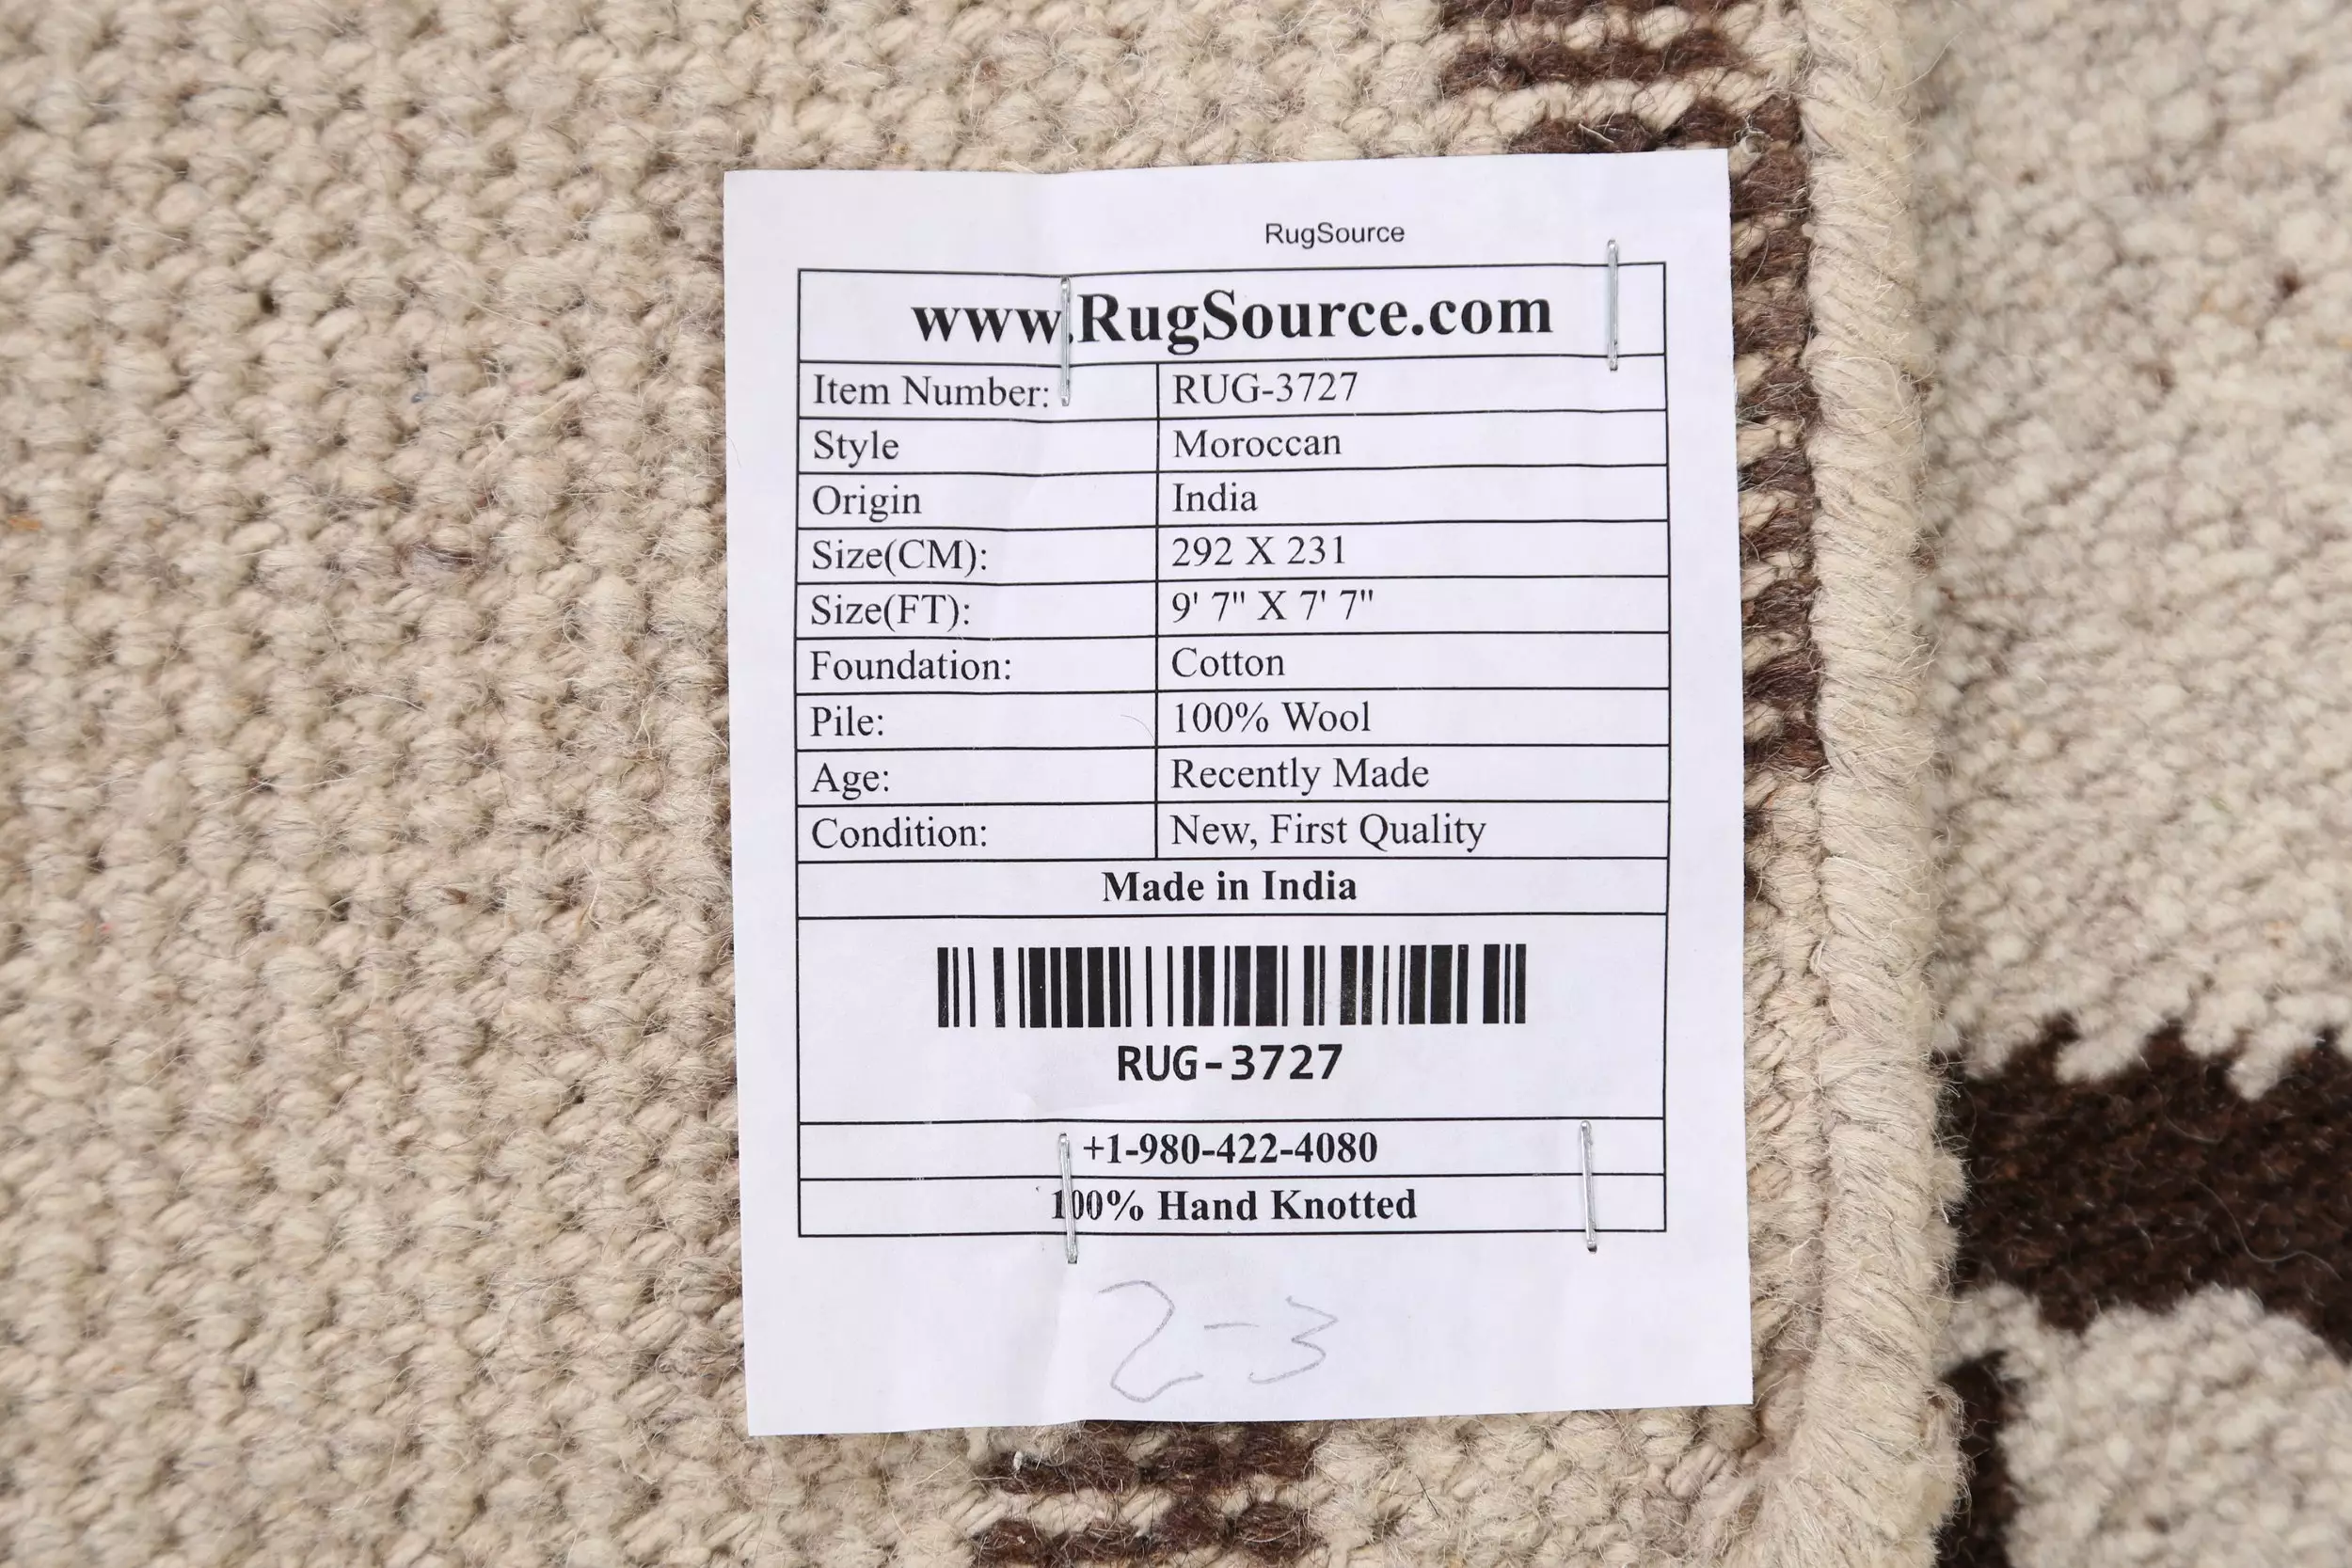 RugSource
www.RugSource.com
Item Number: RUG-3727
Style Moroccan
Origin India
Size(CM): 292 X 231
Size(FT): 9' 7" X 7' 7"
Foundation: Cotton
Pile: 100% Wool
Age: Recently Made
Condition: New, First Quality
Made in India
RUG-3727
+1-980-422-4080
100% Hand Knotted
2-3